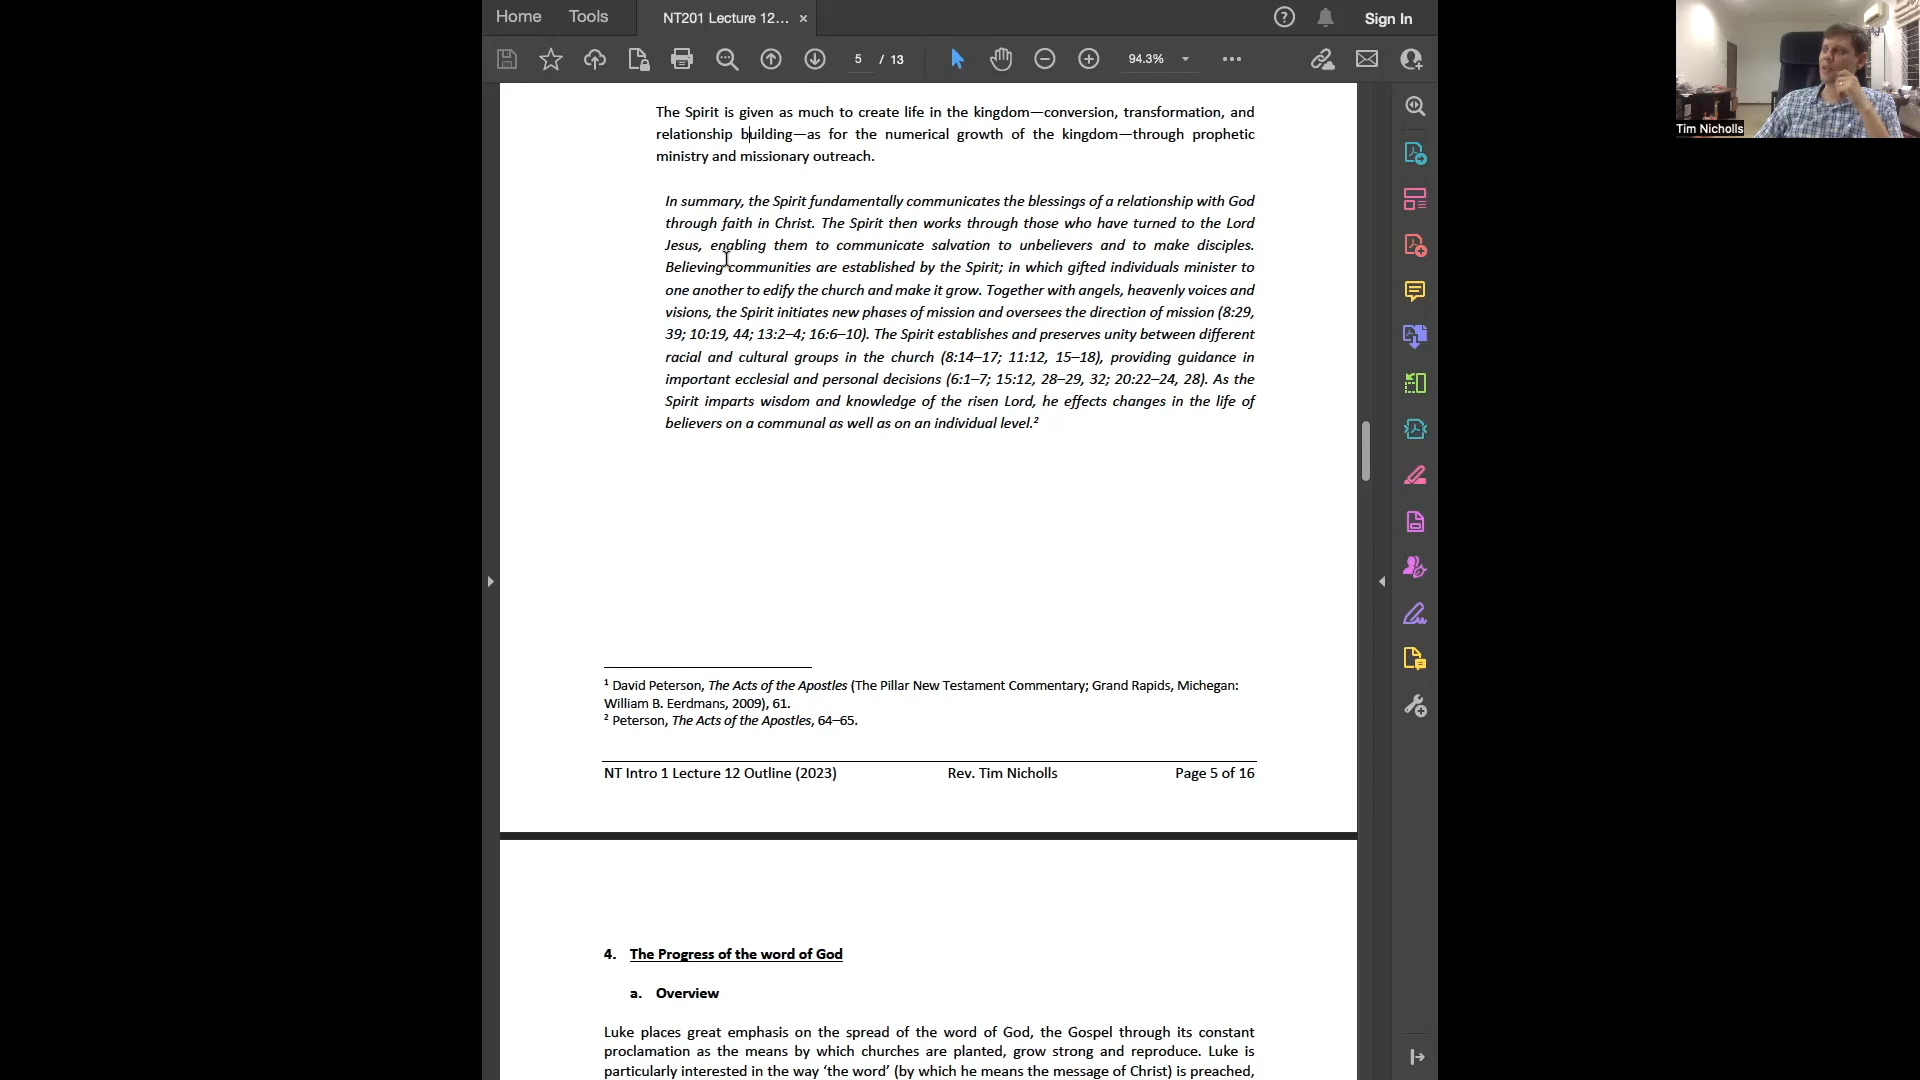 Home Tools NT201 Lecture 12... × ? Sign In
5 / 13 94.3%
Tim Nicholls
The Spirit is given as much to create life in the kingdom—conversion, transformation, and
relationship building—as for the numerical growth of the kingdom—through prophetic
ministry and missionary outreach.
In summary, the Spirit fundamentally communicates the blessings of a relationship with God
through faith in Christ. The Spirit then works through those who have turned to the Lord
Jesus, enabling them to communicate salvation to unbelievers and to make disciples.
Believing communities are established by the Spirit; in which gifted individuals minister to
one another to edify the church and make it grow. Together with angels, heavenly voices and
visions, the Spirit initiates new phases of mission and oversees the direction of mission (8:29,
39; 10:19, 44; 13:2–4; 16:6–10). The Spirit establishes and preserves unity between different
racial and cultural groups in the church (8:14–17; 11:12, 15–18), providing guidance in
important ecclesial and personal decisions (6:1–7; 15:12, 28–29, 32; 20:22–24, 28). As the
Spirit imparts wisdom and knowledge of the risen Lord, he effects changes in the life of
believers on a communal as well as on an individual level.²
¹ David Peterson, The Acts of the Apostles (The Pillar New Testament Commentary; Grand Rapids, Michegan:
William B. Eerdmans, 2009), 61.
² Peterson, The Acts of the Apostles, 64–65.
NT Intro 1 Lecture 12 Outline (2023) Rev. Tim Nicholls Page 5 of 16
4. The Progress of the word of God
a. Overview
Luke places great emphasis on the spread of the word of God, the Gospel through its constant
proclamation as the means by which churches are planted, grow strong and reproduce. Luke is
particularly interested in the way ‘the word’ (by which he means the message of Christ) is preached,